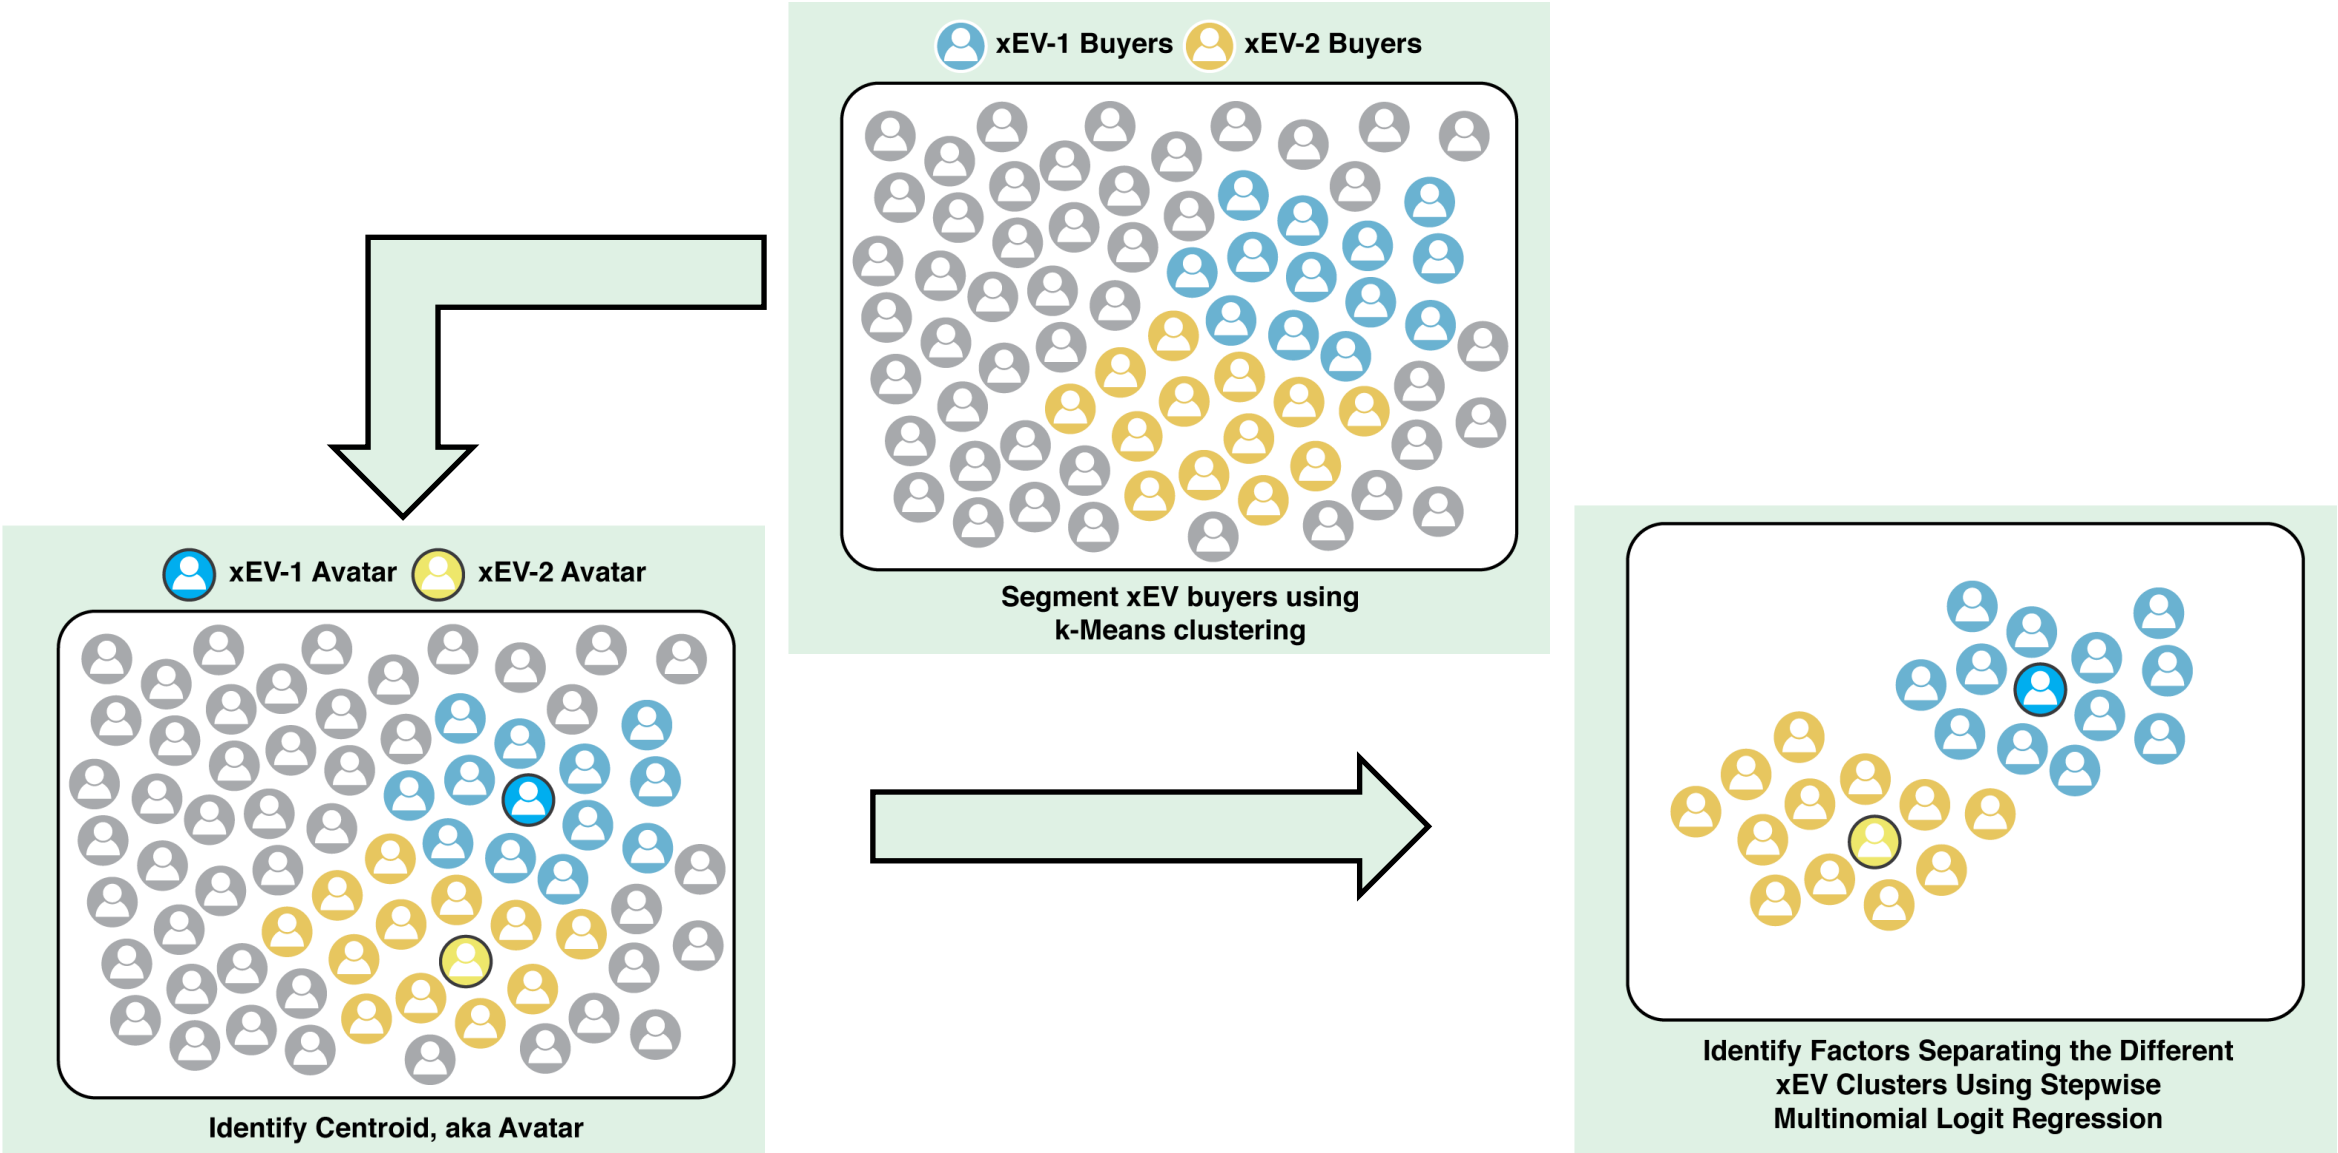 xEV-1 Buyers xEV-2 Buyers
Segment xEV buyers using
k-Means clustering
xEV-1 Avatar xEV-2 Avatar
Identify Centroid, aka Avatar
Identify Factors Separating the Different
xEV Clusters Using Stepwise
Multinomial Logit Regression